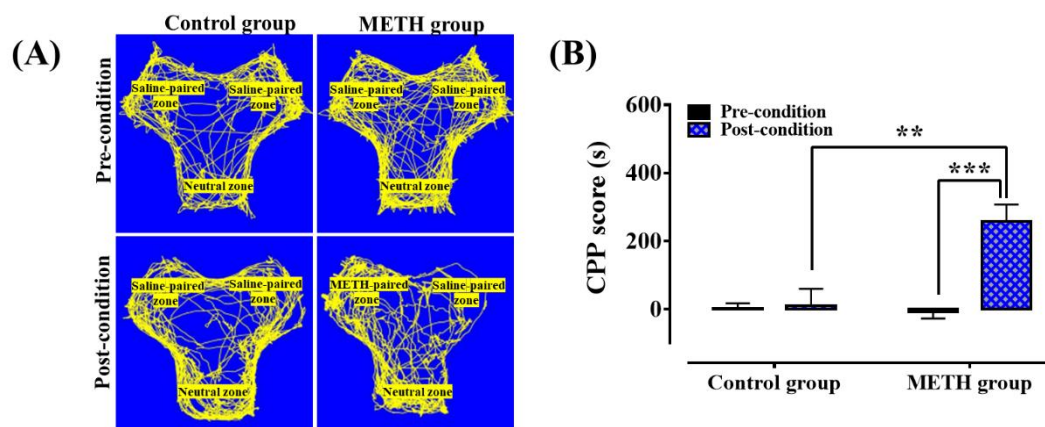 (A)
Control group
METH group
Pre-condition
Saline-paired
zone
Saline-paired
zone
Neutral zone
Saline-paired
zone
Saline-paired
zone
Neutral zone
Post-condition
Saline-paired
zone
Saline-paired
zone
Neutral zone
METH-paired
zone
Saline-paired
zone
Neutral zone
(B)
CPP score (s)
600
400
200
0
Pre-condition
Post-condition
**
***
Control group
METH group